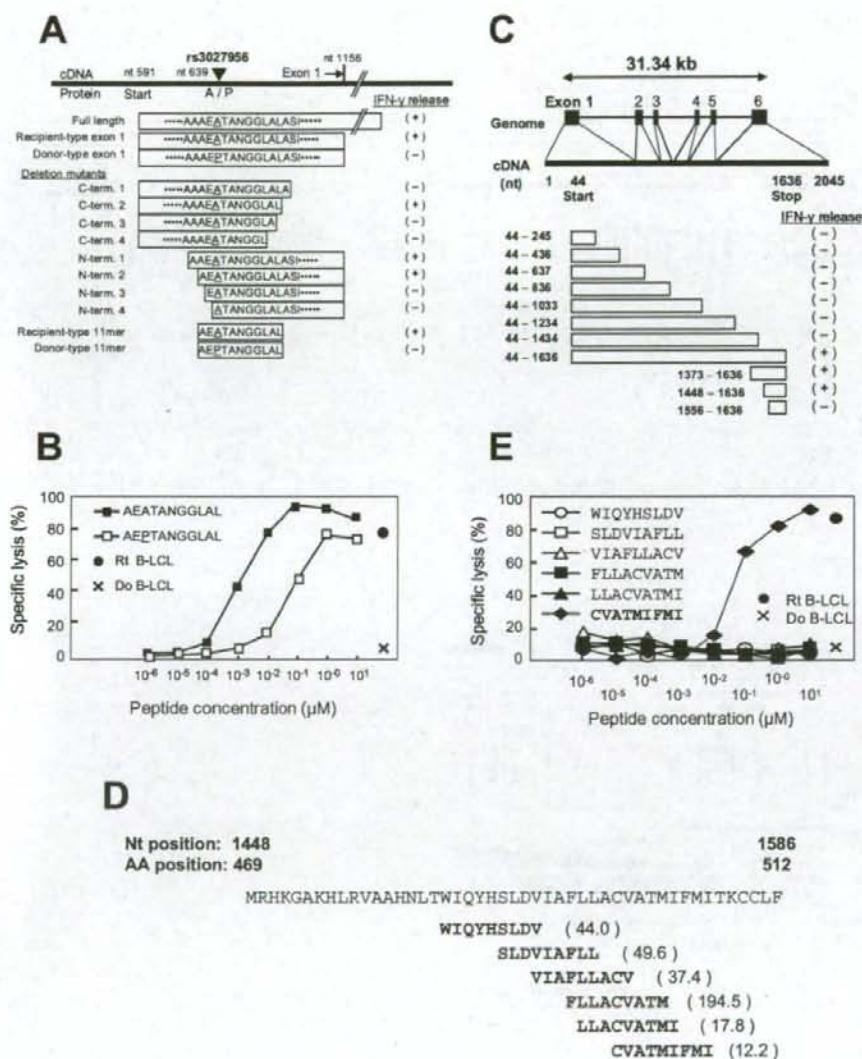 A
rs3027956
nt 1156
cDNA nt 591 nt 639 Exon 1
Protein Start A / P
IFN-γ release
Full length ·····AAAEATANGGLALASI····· (+)
Recipient-type exon 1 ·····AAAEATANGGLALASI····· (+)
Donor-type exon 1 ·····AAAEPTANGGLALASI····· (−)
Deletion mutants
C-term. 1 ·····AAAEATANGGLALA (−)
C-term. 2 ·····AAAEATANGGLAL (+)
C-term. 3 ·····AAAEATANGGLA (−)
C-term. 4 ·····AAAEATANGGL (−)
N-term. 1 AAEATANGGLALASI····· (+)
N-term. 2 AEATANGGLALASI····· (+)
N-term. 3 EATANGGLALASI····· (−)
N-term. 4 ATANGGLALASI····· (−)
Recipient-type 11mer AEATANGGLAL (+)
Donor-type 11mer AEPTANGGLAL (−)
C
31.34 kb
Exon 1 2 3 4 5 6
Genome
cDNA
(nt) 1 44 1636 2045
Start Stop
IFN-γ release
44 – 245 (−)
44 – 436 (−)
44 – 637 (−)
44 – 836 (−)
44 – 1033 (−)
44 – 1234 (−)
44 – 1434 (−)
44 – 1636 (+)
1373 – 1636 (+)
1448 – 1636 (+)
1556 – 1636 (−)
B
Specific lysis (%)
100
80
60
40
20
0
AEATANGGLAL
AEPTANGGLAL
Rt B-LCL
Do B-LCL
10-6 10-5 10-4 10-3 10-2 10-1 10-0 101
Peptide concentration (μM)
E
Specific lysis (%)
100
80
60
40
20
0
WIQYHSLDV
SLDVIAFLL
VIAFLLACV
FLLACVATM
LLACVATMI
CVATMIFMI
Rt B-LCL
Do B-LCL
10-6 10-5 10-4 10-3 10-2 10-1 10-0 101
Peptide concentration (μM)
D
Nt position: 1448 1586
AA position: 469 512
MRHKGAKHLRVAAHNLTWIQYHSLDVIAFLLACVATMIFMITKCCLF
WIQYHSLDV ( 44.0)
SLDVIAFLL ( 49.6)
VIAFLLACV ( 37.4)
FLLACVATM ( 194.5)
LLACVATMI ( 17.8)
CVATMIFMI (12.2)